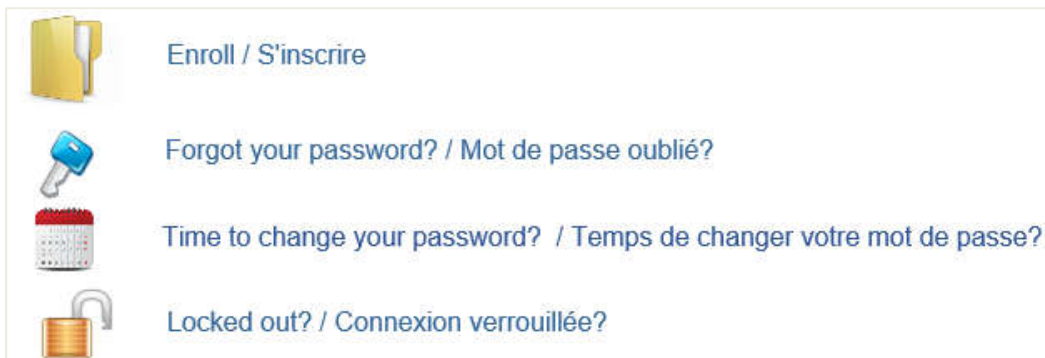 Enroll / S'inscrire
Forgot your password? / Mot de passe oublié?
Time to change your password? / Temps de changer votre mot de passe?
Locked out? / Connexion verrouillée?